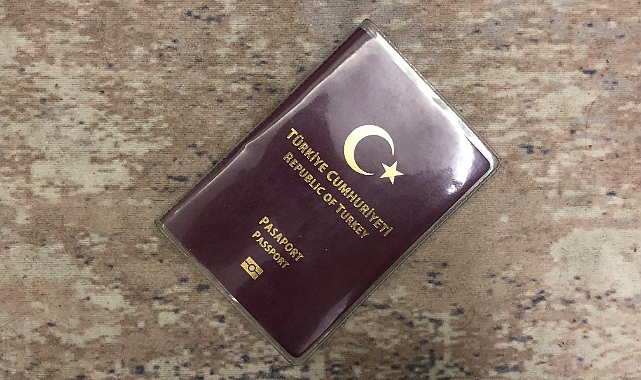 TÜRKİYE CUMHURİYETİ
REPUBLIC OF TURKEY
PASAPORT
PASSPORT